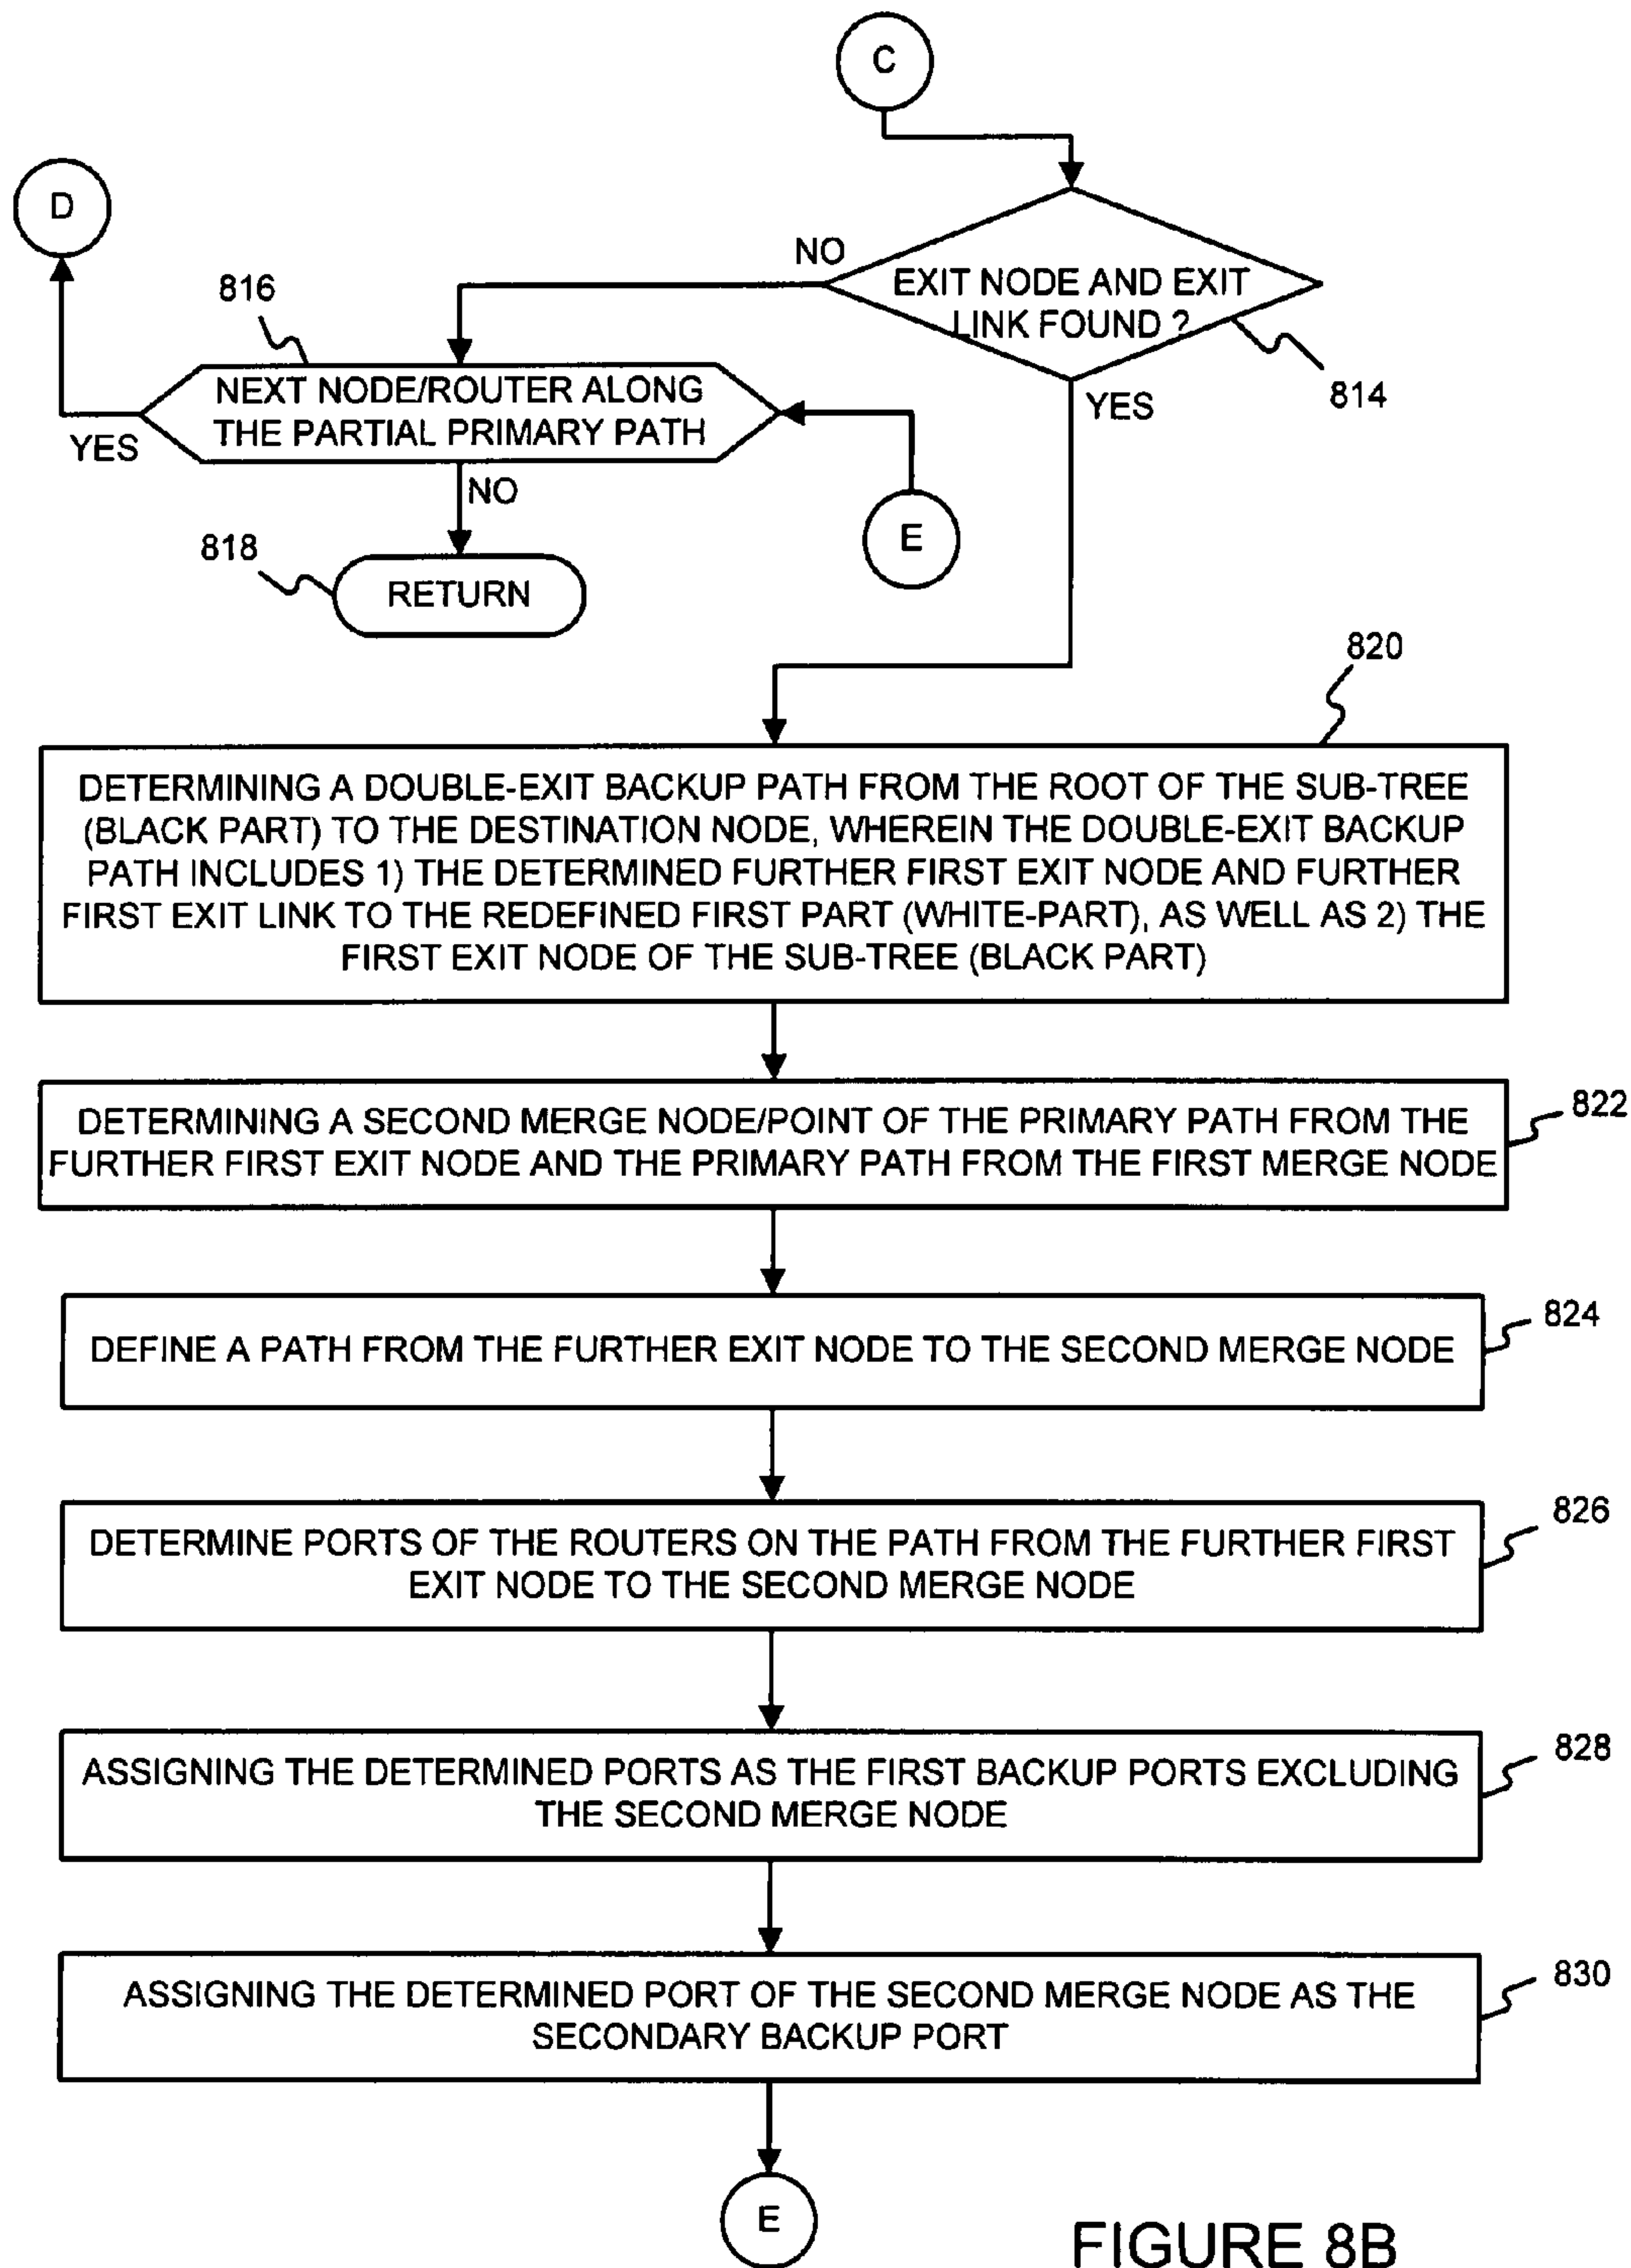 C
D
NO
816
EXIT NODE AND EXIT
LINK FOUND ?
814
NEXT NODE/ROUTER ALONG
THE PARTIAL PRIMARY PATH
YES
YES
NO
E
818
RETURN
820
DETERMINING A DOUBLE-EXIT BACKUP PATH FROM THE ROOT OF THE SUB-TREE
(BLACK PART) TO THE DESTINATION NODE, WHEREIN THE DOUBLE-EXIT BACKUP
PATH INCLUDES 1) THE DETERMINED FURTHER FIRST EXIT NODE AND FURTHER
FIRST EXIT LINK TO THE REDEFINED FIRST PART (WHITE-PART), AS WELL AS 2) THE
FIRST EXIT NODE OF THE SUB-TREE (BLACK PART)
822
DETERMINING A SECOND MERGE NODE/POINT OF THE PRIMARY PATH FROM THE
FURTHER FIRST EXIT NODE AND THE PRIMARY PATH FROM THE FIRST MERGE NODE
824
DEFINE A PATH FROM THE FURTHER EXIT NODE TO THE SECOND MERGE NODE
826
DETERMINE PORTS OF THE ROUTERS ON THE PATH FROM THE FURTHER FIRST
EXIT NODE TO THE SECOND MERGE NODE
828
ASSIGNING THE DETERMINED PORTS AS THE FIRST BACKUP PORTS EXCLUDING
THE SECOND MERGE NODE
830
ASSIGNING THE DETERMINED PORT OF THE SECOND MERGE NODE AS THE
SECONDARY BACKUP PORT
E
FIGURE 8B